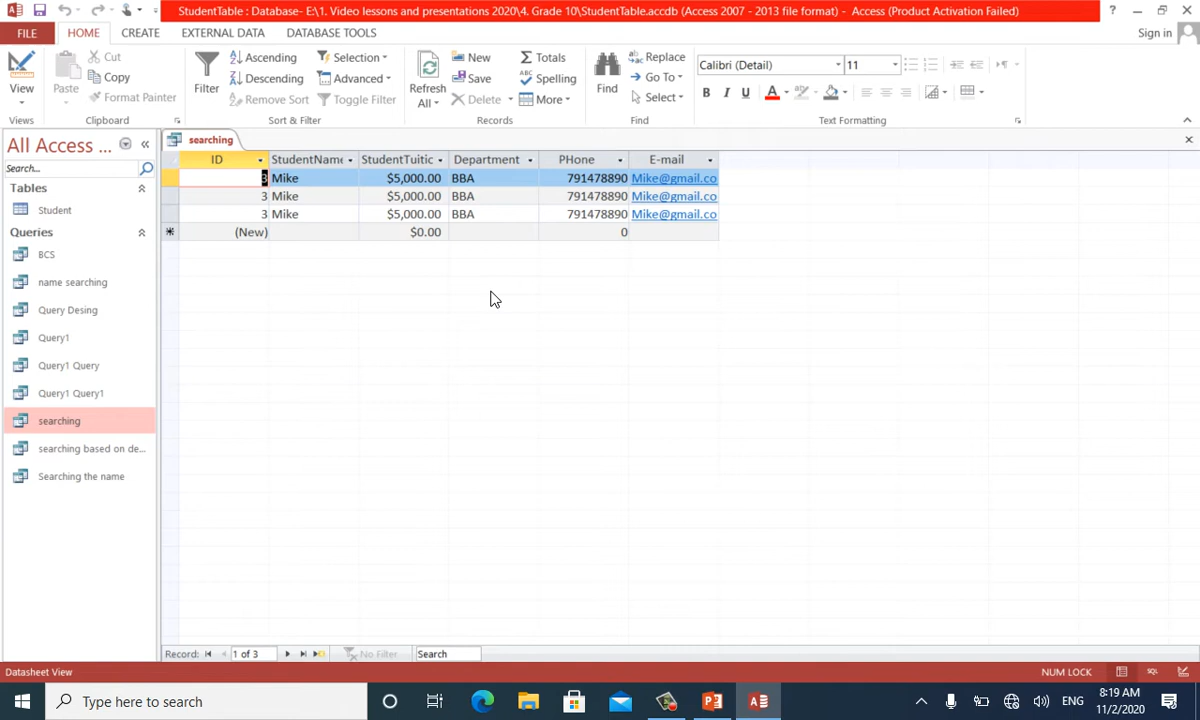 StudentTable : Database- E:\1. Video lessons and presentations 2020\4. Grade 10\StudentTable.accdb (Access 2007 - 2013 file format) - Access (Product Activation Failed)
?
FILE HOME CREATE EXTERNAL DATA DATABASE TOOLS Sign in
View
Views
Paste
Cut
Copy
Format Painter
Clipboard
Filter
Ascending
Descending
Remove Sort
Selection
Advanced
Toggle Filter
Sort & Filter
Refresh All
New
Save
Delete
Totals
Spelling
More
Records
Find
Replace
Go To
Select
Find
Calibri (Detail) 11
B I U A
Text Formatting
All Access ...
Search...
Tables
Student
Queries
BCS
name searching
Query Desing
Query1
Query1 Query
Query1 Query1
searching
searching based on de...
Searching the name
searching
ID StudentName StudentTuitic Department PHone E-mail
3 Mike $5,000.00 BBA 791478890 Mike@gmail.co
3 Mike $5,000.00 BBA 791478890 Mike@gmail.co
3 Mike $5,000.00 BBA 791478890 Mike@gmail.co
(New) $0.00 0
Record: 1 of 3 No Filter Search
Datasheet View NUM LOCK SQL
Type here to search
ENG
8:19 AM
11/2/2020